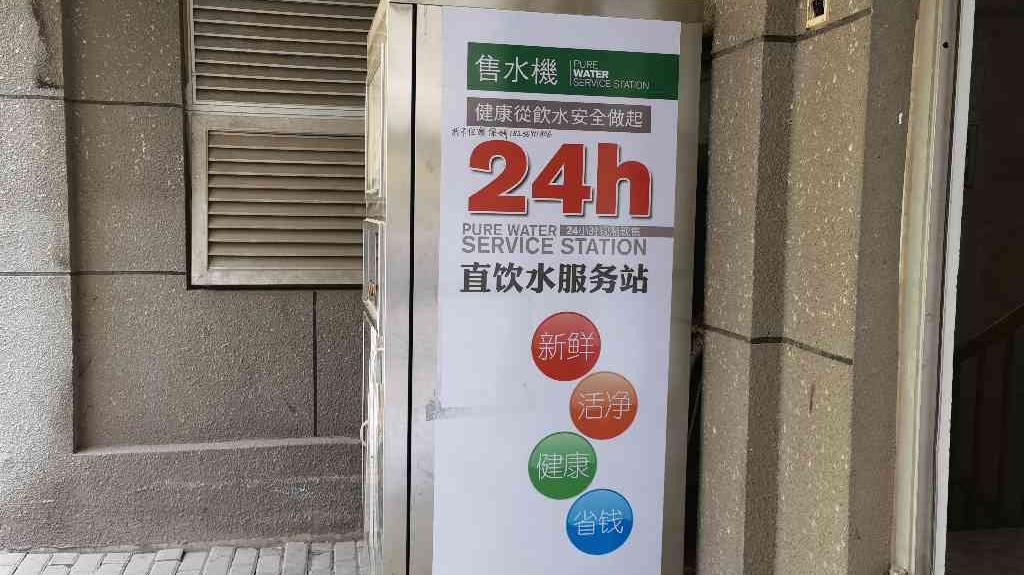 售水機
PURE
WATER
SERVICE STATION
健康從飲水安全做起
24h
PURE WATER
SERVICE STATION
直饮水服务站
新鲜
活净
健康
省钱